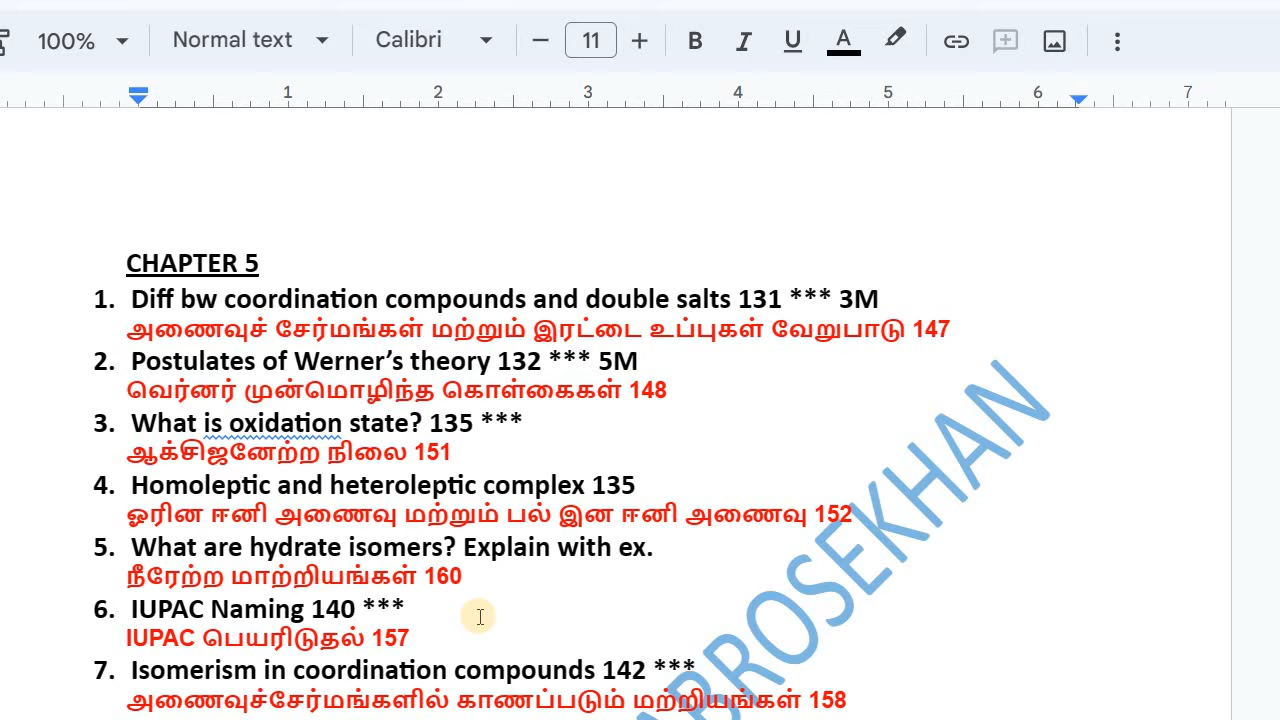 100% Normal text Calibri 11 B I U A
1 2 3 4 5 6 7
CHAPTER 5
1. Diff bw coordination compounds and double salts 131 *** 3M
அணைவுச் சேர்மங்கள் மற்றும் இரட்டை உப்புகள் வேறுபாடு 147
2. Postulates of Werner’s theory 132 *** 5M
வெர்னர் முன்மொழிந்த கொள்கைகள் 148
3. What is oxidation state? 135 ***
ஆக்சிஜனேற்ற நிலை 151
4. Homoleptic and heteroleptic complex 135
ஓரின ஈனி அணைவு மற்றும் பல் இன ஈனி அணைவு 152
5. What are hydrate isomers? Explain with ex.
நீரேற்ற மாற்றியங்கள் 160
6. IUPAC Naming 140 ***
IUPAC பெயரிடுதல் 157
7. Isomerism in coordination compounds 142 ***
அணைவுச்சேர்மங்களில் காணப்படும் மற்றியங்கள் 158
ABROSEKHAN